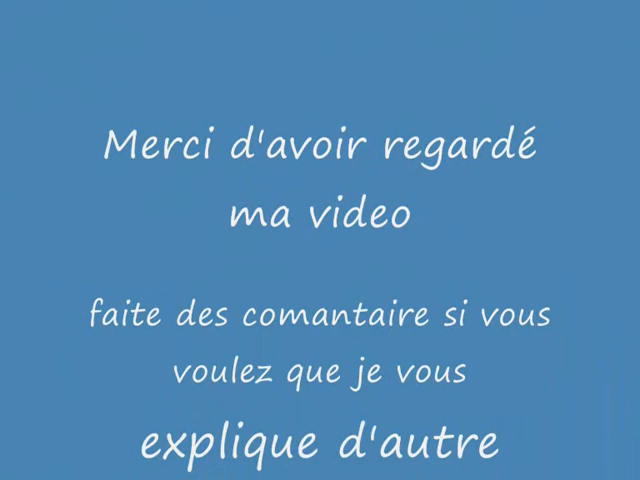 Merci d'avoir regardé
ma video
faite des comantaire si vous
voulez que je vous
explique d'autre